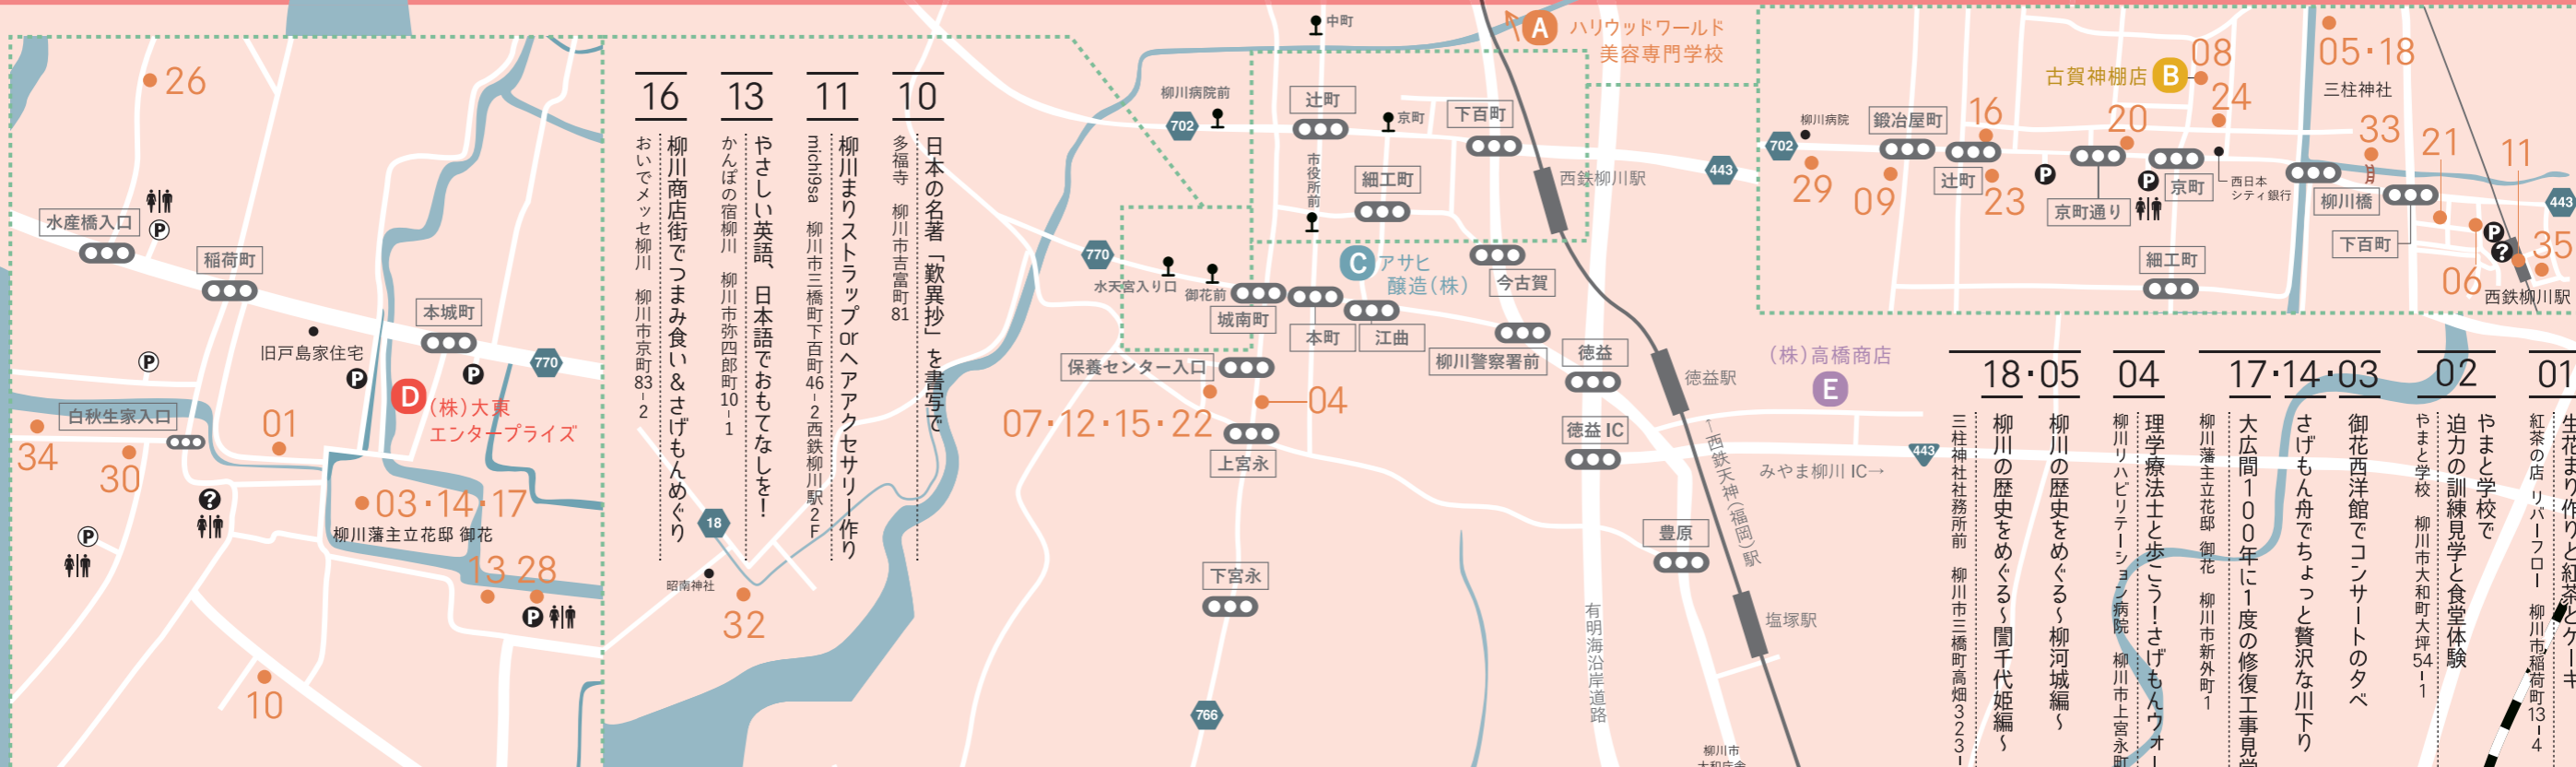 26
水産橋入口
P
稲荷町
本城町
旧戸島家住宅
P
P
P
770
D
(株)大東
エンタープライズ
白秋生家入口
34
30
01
?
P
03・14・17
柳川藩主立花邸 御花
13
28
P
10
10
日本の名著「歎異抄」を書写で
多福寺 柳川市吉富町81
11
柳川まりストラップorヘアアクセサリー作り
michi9sa 柳川市三橋町下百町46-2西鉄柳川駅2F
13
やさしい英語、日本語でおもてなしを!
かんぽの宿柳川 柳川市弥四郎町10-1
16
柳川商店街でつまみ食い&さげもんめぐり
おいでメッセ柳川 柳川市京町83-2
18
昭南神社
32
中町
A
ハリウッドワールド
美容専門学校
柳川病院前
702
辻町
京町
下百町
市役所前
細工町
西鉄柳川駅
443
770
水天宮入り口
御花前
C
アサヒ
醸造(株)
今古賀
城南町
本町
江曲
柳川警察署前
保養センター入口
07・12・15・22
04
上宮永
徳益
徳益駅
徳益 IC
←西鉄天神(福岡)駅
みやま柳川 IC→
443
(株)高橋商店
E
下宮永
豊原
有明海沿岸道路
塩塚駅
766
柳川市
702
柳川病院
29
09
鍛冶屋町
16
辻町
23
P
20
京町通り
P
京町
古賀神棚店
B
08
24
西日本
シティ銀行
05・18
三柱神社
33
柳川橋
21
下百町
11
443
P
?
35
06
西鉄柳川駅
細工町
01
生花まり作りと紅茶とケーキ
紅茶の店 リバーフロー 柳川市稲荷町13-4
02
やまと学校で
迫力の訓練見学と食堂体験
やまと学校 柳川市大和町大坪54-1
17・14・03
御花西洋館でコンサートの夕べ
さげもん舟でちょっと贅沢な川下り
大広間100年に1度の修復工事見学
柳川藩主立花邸 御花 柳川市新外町1
04
理学療法士と歩こう!さげもんウォー
柳川リハビリテーション病院 柳川市上宮永町
18・05
柳川の歴史をめぐる〜柳河城編〜
柳川の歴史をめぐる〜誾千代姫編〜
三柱神社社務所前 柳川市三橋町高畑323-